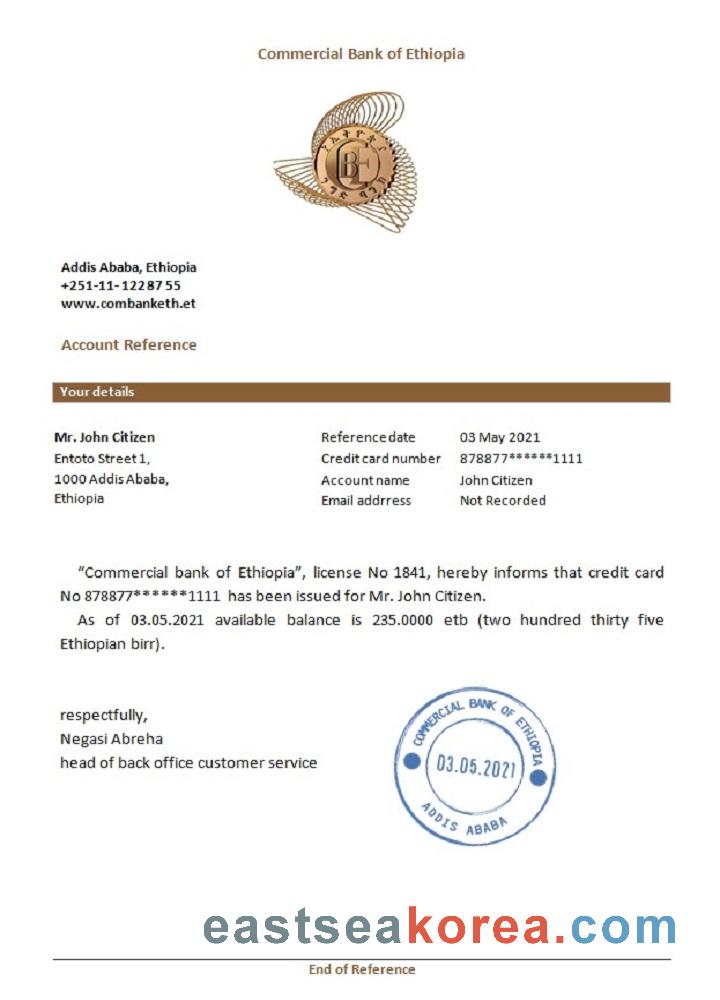 Commercial Bank of Ethiopia
CBE
Addis Ababa, Ethiopia
+251-11-1228755
www.combanketh.et
Account Reference
Your details
Mr. John Citizen
Entoto Street 1,
1000 Addis Ababa,
Ethiopia
Reference date 03 May 2021
Credit card number 878877******1111
Account name John Citizen
Email addrress Not Recorded
“Commercial bank of Ethiopia”, license No 1841, hereby informs that credit card
No 878877******1111 has been issued for Mr. John Citizen.
As of 03.05.2021 available balance is 235.0000 etb (two hundred thirty five
Ethiopian birr).
respectfully,
Negasi Abreha
head of back office customer service
COMMERCIAL BANK OF ETHIOPIA
03.05.2021
ADDIS ABABA
eastseakorea.com
End of Reference